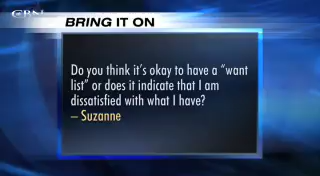 CBN
BRING IT ON
Do you think it's okay to have a "want
list" or does it indicate that I am
dissatisfied with what I have?
– Suzanne